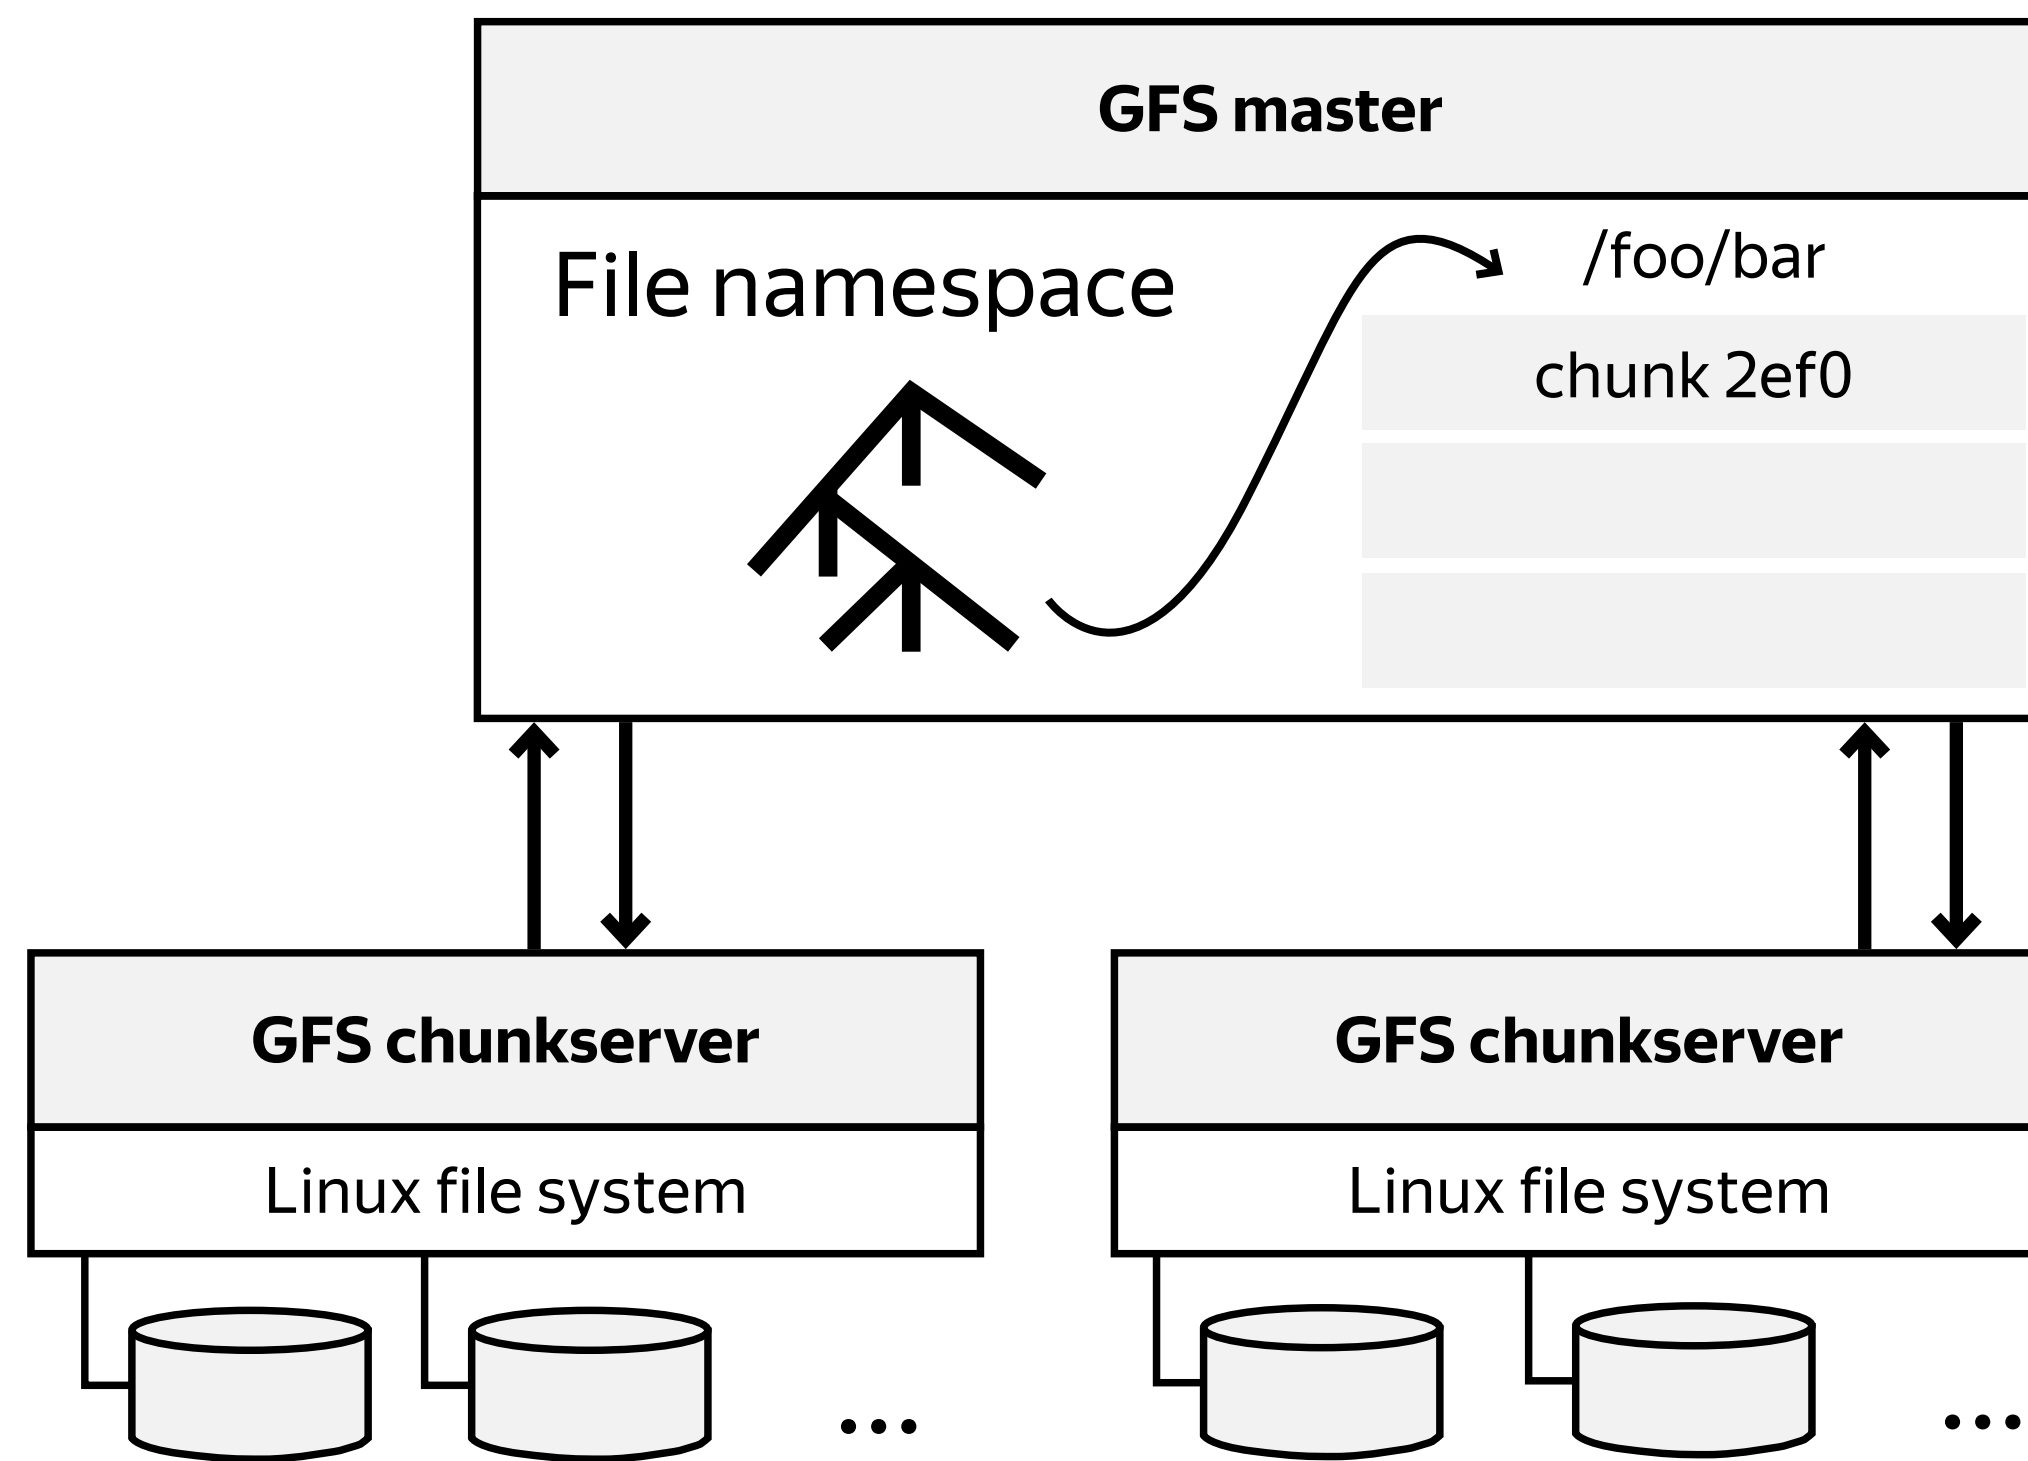 GFS master
File namespace
/foo/bar
chunk 2ef0
GFS chunkserver
GFS chunkserver
Linux file system
Linux file system
...
...